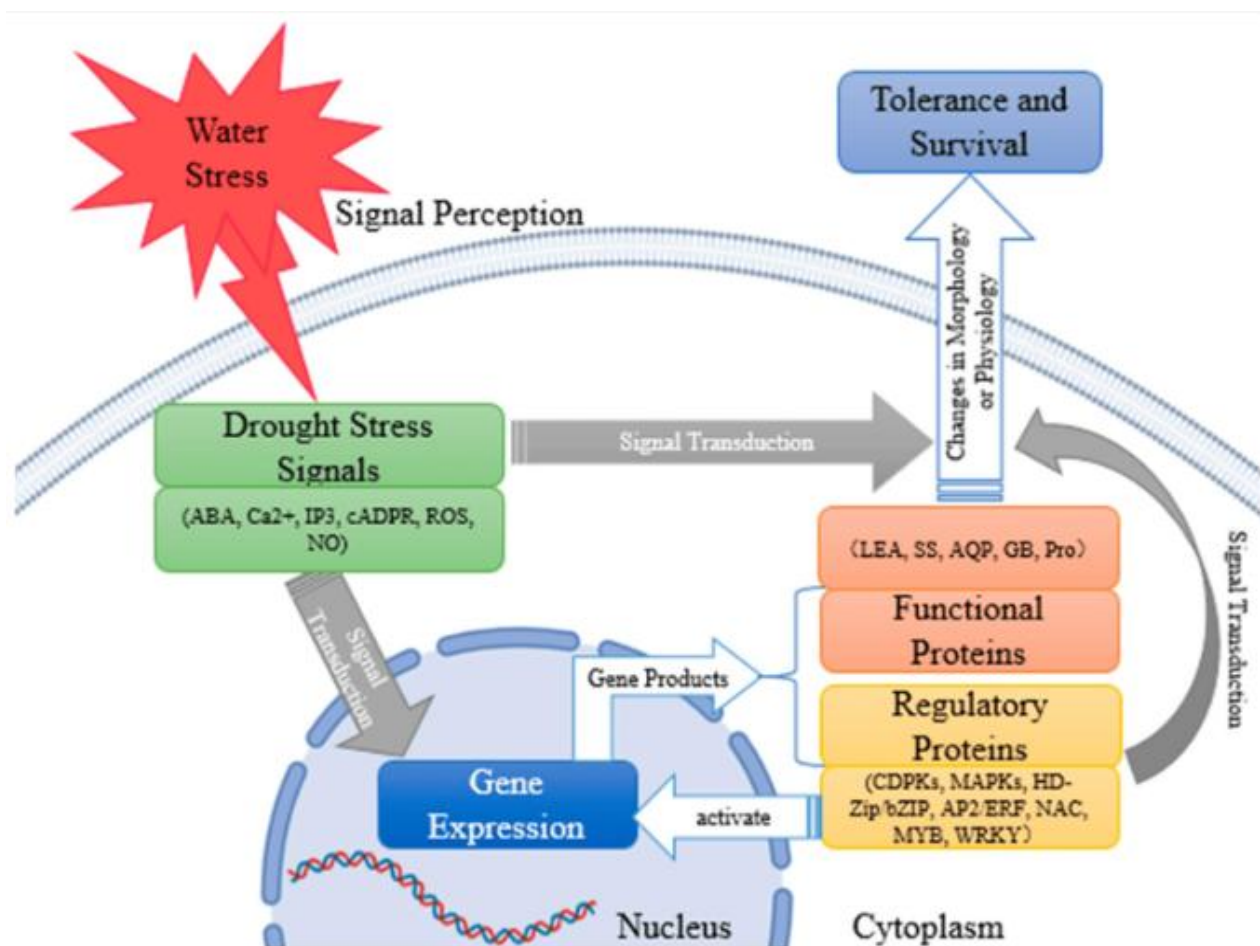 Water
Stress
Signal Perception
Tolerance and
Survival
Changes in Morphology
or Physiology
Drought Stress
Signals
(ABA, Ca2+, IP3, cADPR, ROS,
NO)
Signal Transduction
Signal
Transduction
(LEA, SS, AQP, GB, Pro)
Functional
Proteins
Gene Products
Regulatory
Proteins
(CDPKs, MAPKs, HD-
Zip/bZIP, AP2/ERF, NAC,
MYB, WRKY)
Signal Transduction
Gene
Expression
activate
Nucleus
Cytoplasm